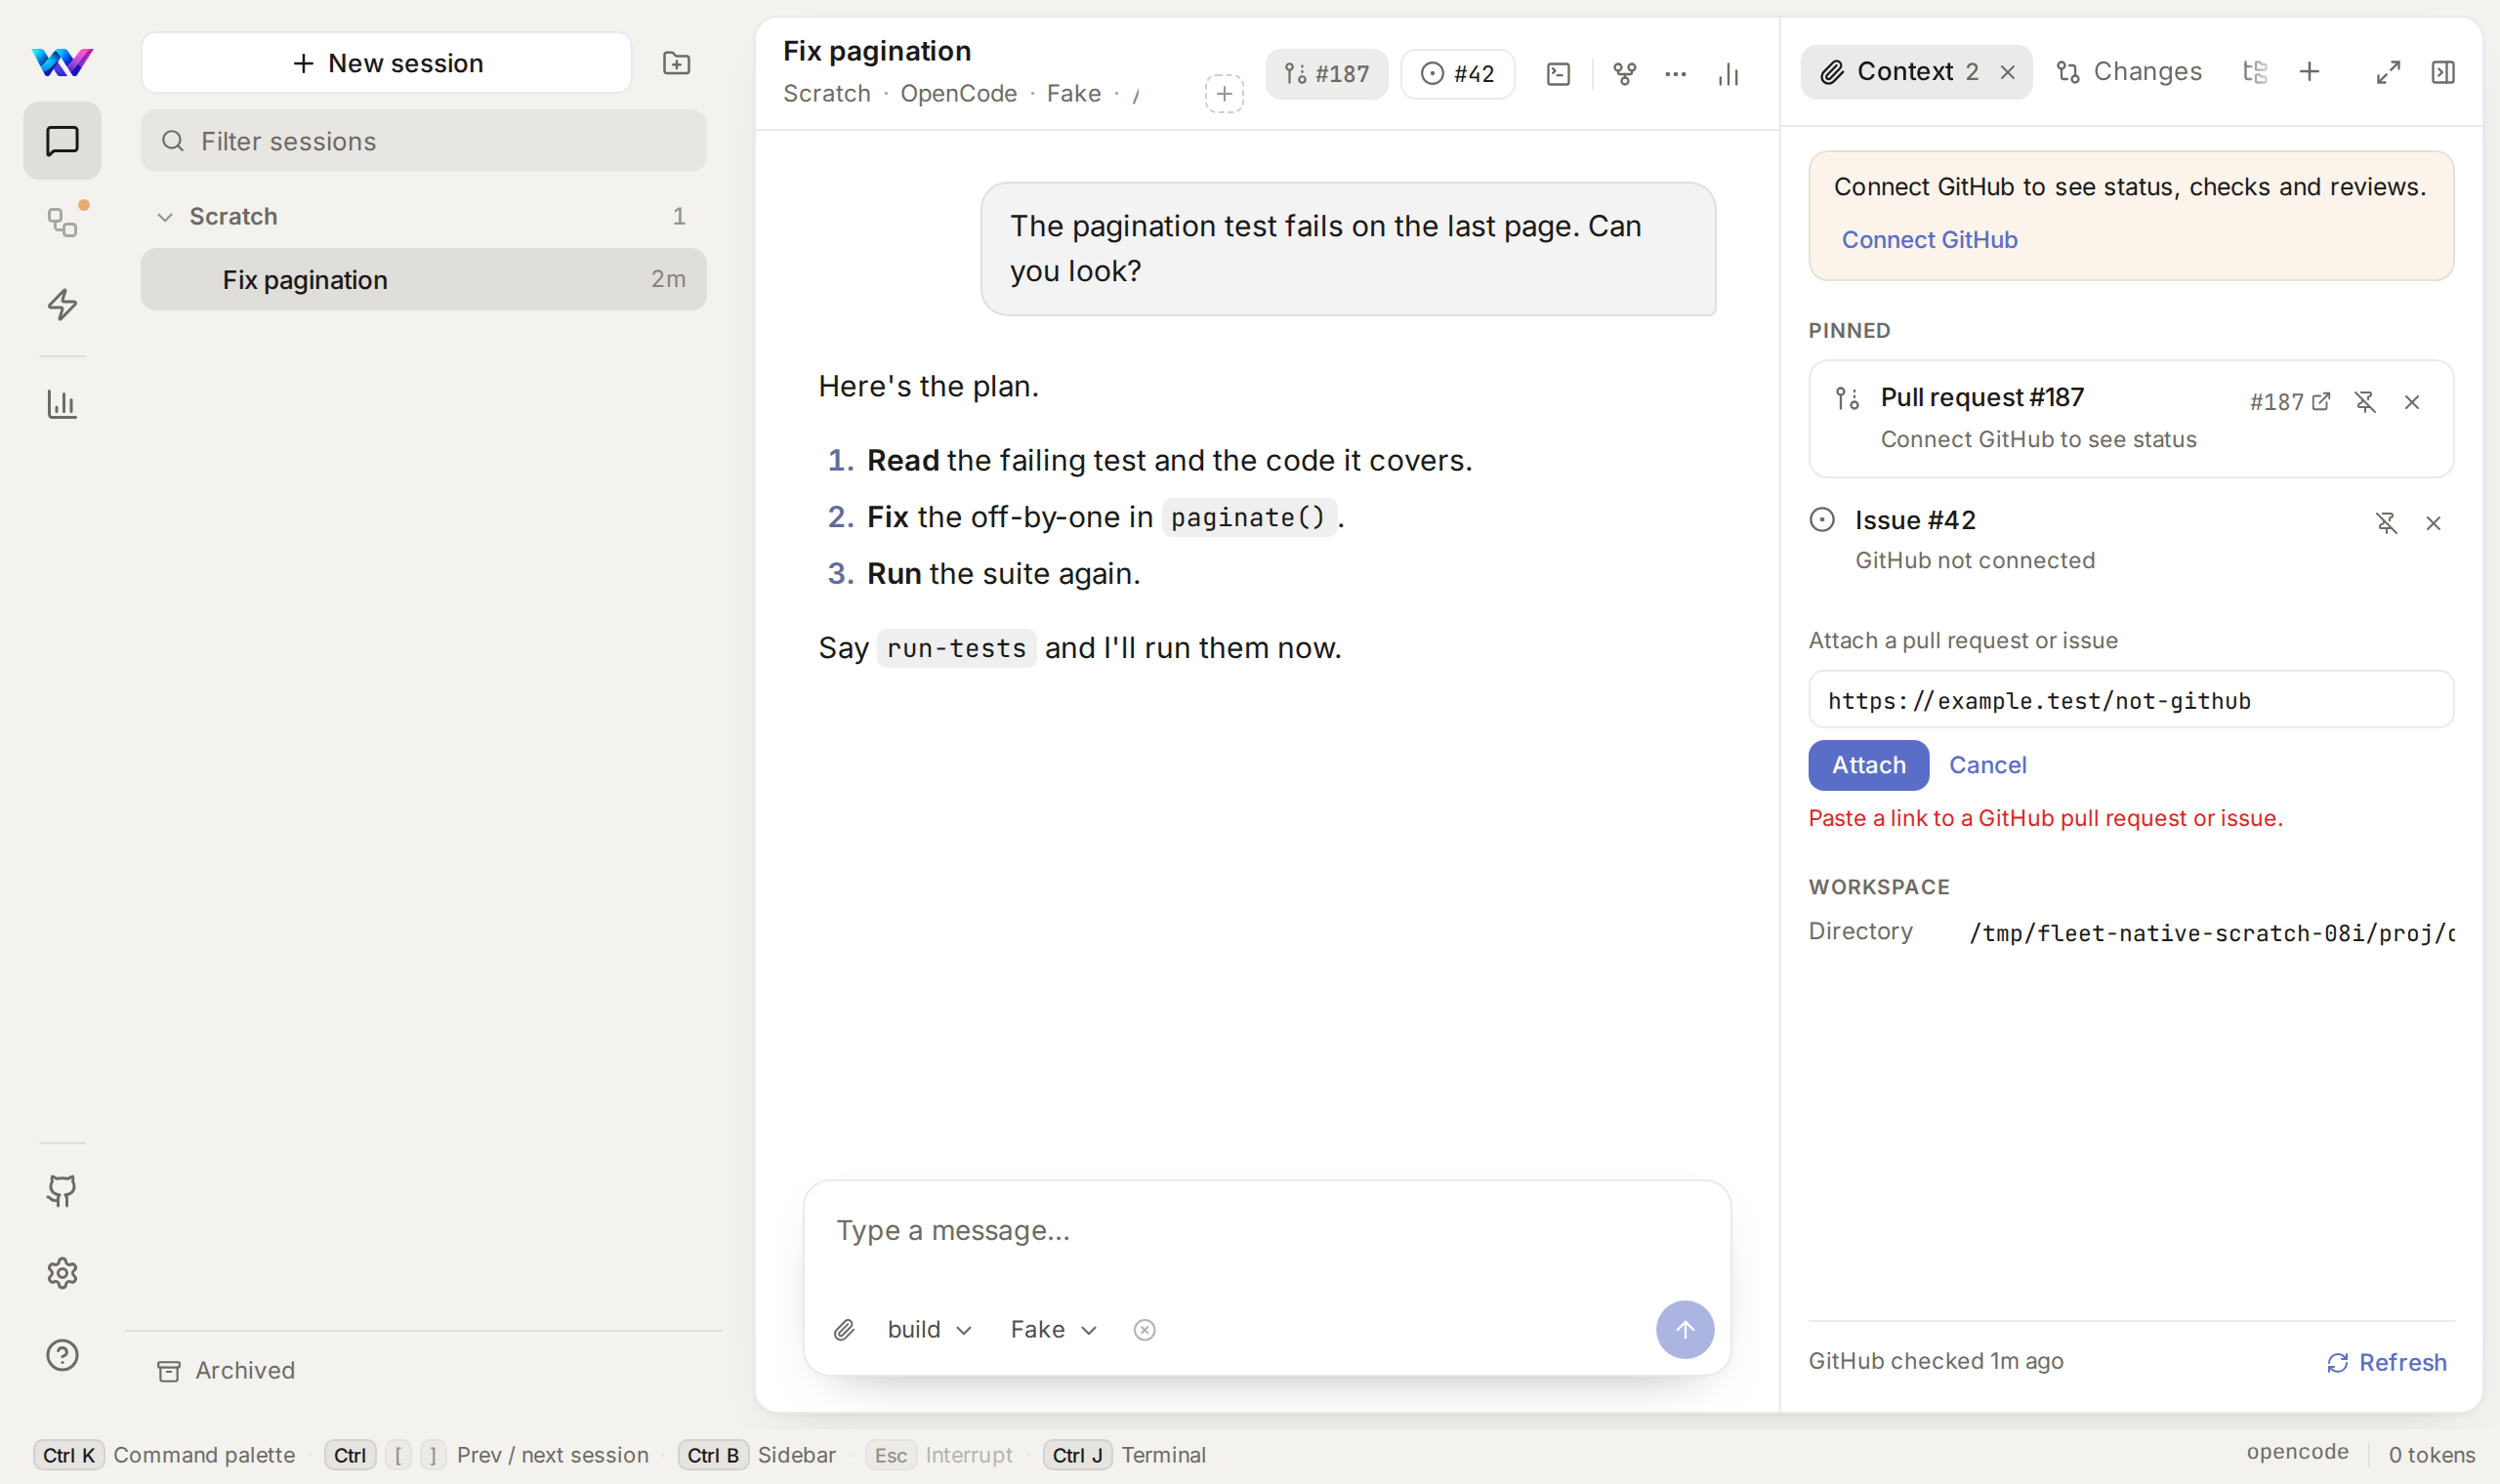 New session
Filter sessions
Scratch 1
Fix pagination 2m
Archived
Fix pagination
Scratch · OpenCode · Fake · /
#187
#42
The pagination test fails on the last page. Can
you look?
Here's the plan.
1. Read the failing test and the code it covers.
2. Fix the off-by-one in paginate().
3. Run the suite again.
Say run-tests and I'll run them now.
Type a message...
build
Fake
Context 2
Changes
Connect GitHub to see status, checks and reviews.
Connect GitHub
PINNED
Pull request #187 #187
Connect GitHub to see status
Issue #42
GitHub not connected
Attach a pull request or issue
https://example.test/not-github
Attach Cancel
Paste a link to a GitHub pull request or issue.
WORKSPACE
Directory /tmp/fleet-native-scratch-08i/proj/
GitHub checked 1m ago Refresh
Ctrl K Command palette · Ctrl [ ] Prev / next session · Ctrl B Sidebar · Esc Interrupt · Ctrl J Terminal
opencode 0 tokens